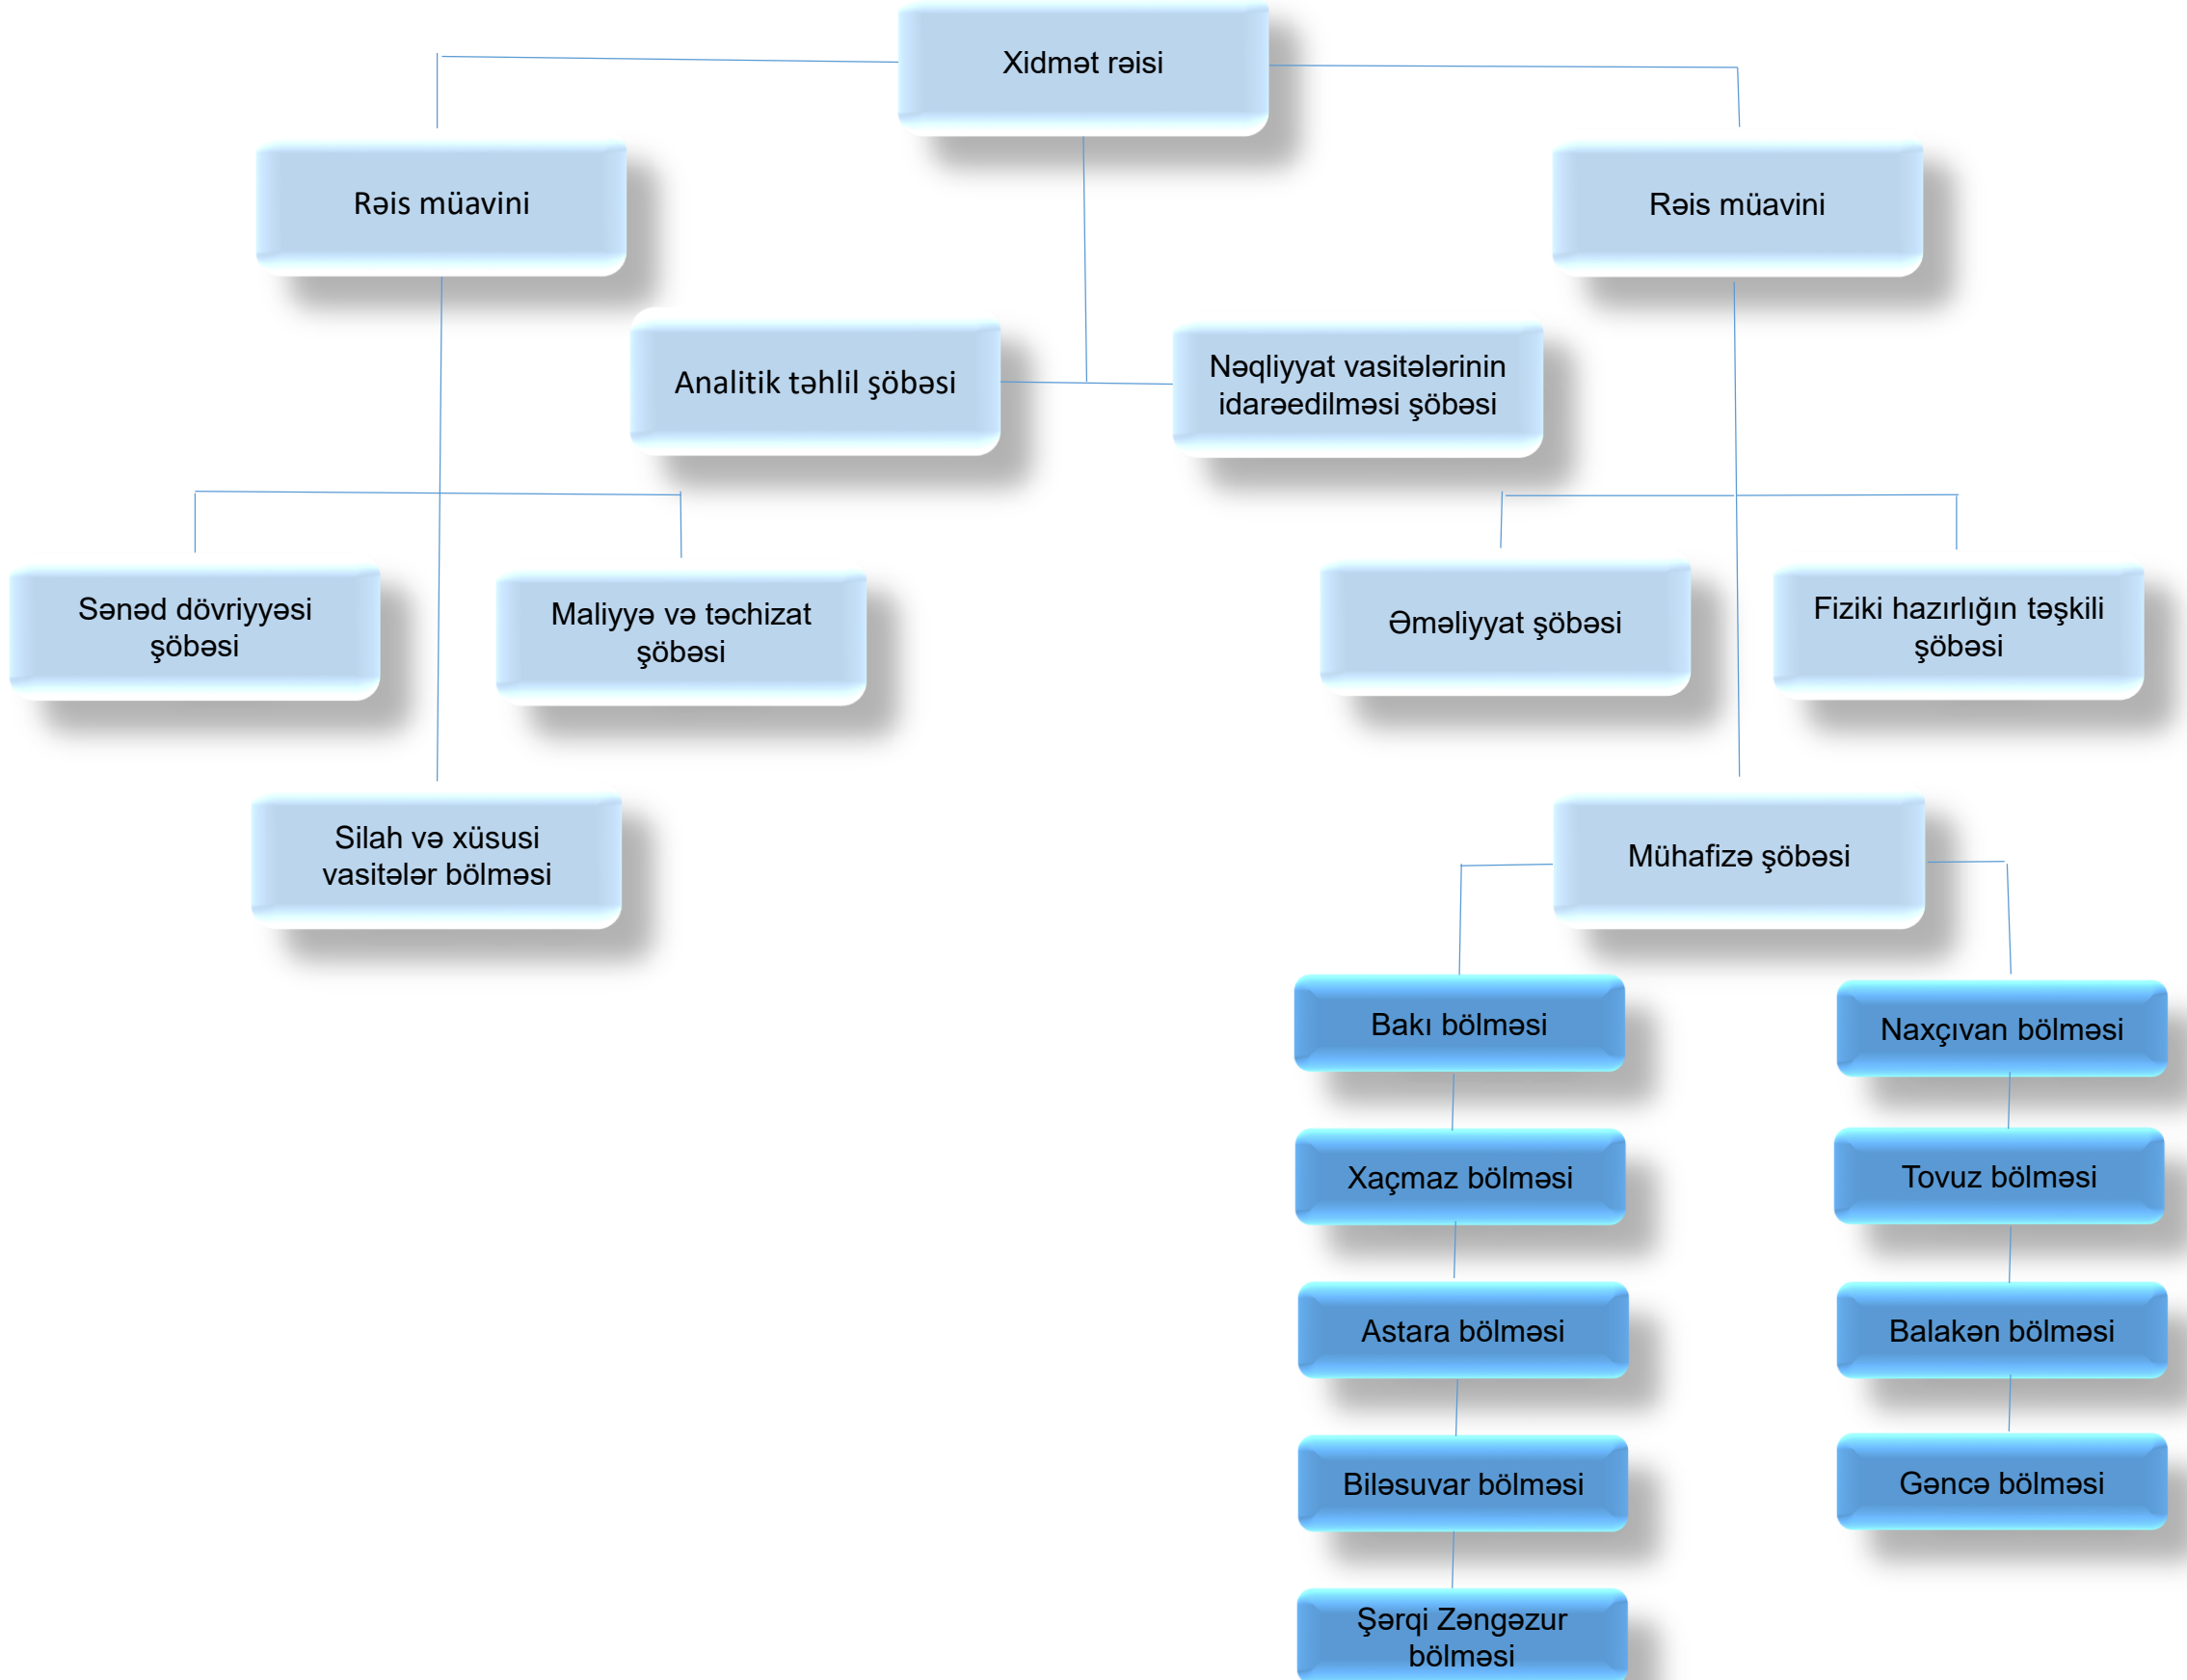 Xidmət rəisi
Rəis müavini
Rəis müavini
Analitik təhlil şöbəsi
Nəqliyyat vasitələrinin
idarəedilməsi şöbəsi
Sənəd dövriyyəsi
şöbəsi
Maliyyə və təchizat
şöbəsi
Əməliyyat şöbəsi
Fiziki hazırlığın təşkili
şöbəsi
Silah və xüsusi
vasitələr bölməsi
Mühafizə şöbəsi
Bakı bölməsi
Naxçıvan bölməsi
Xaçmaz bölməsi
Tovuz bölməsi
Astara bölməsi
Balakən bölməsi
Biləsuvar bölməsi
Gəncə bölməsi
Şərqi Zəngəzur
bölməsi